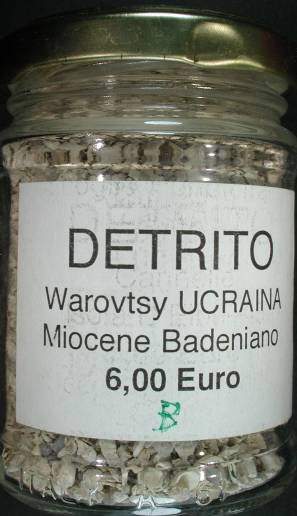 DETRITO
Warovtsy UCRAINA
Miocene Badeniano
6,00 Euro
B